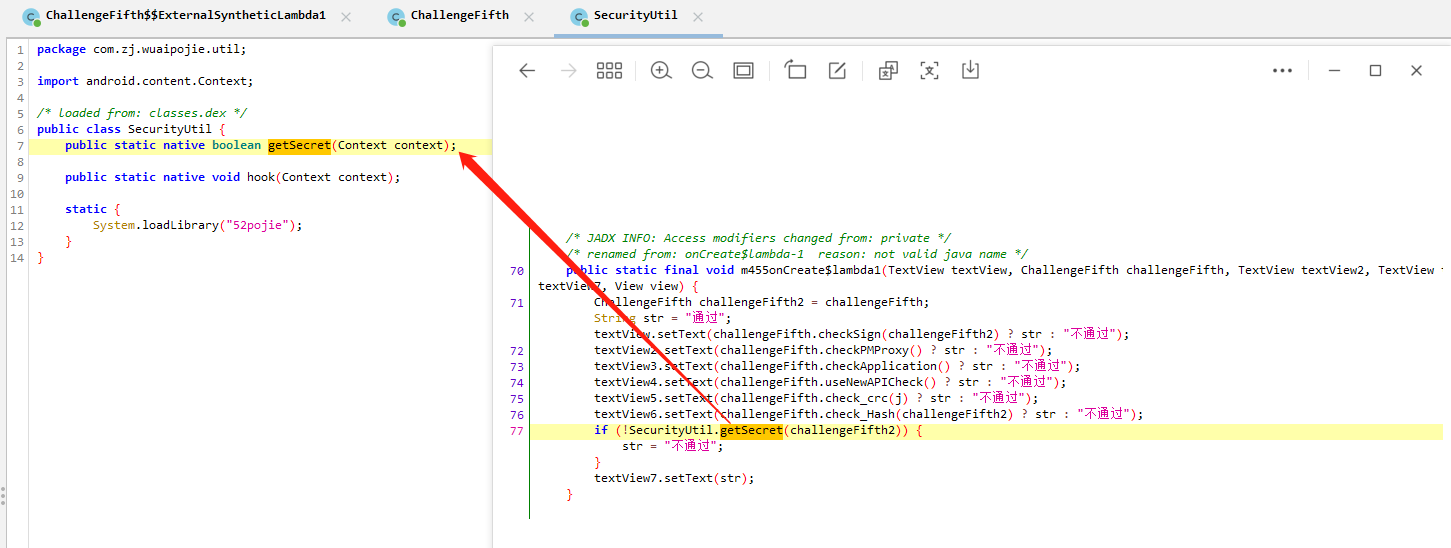 ChallengeFifth$$ExternalSyntheticLambda1
ChallengeFifth
SecurityUtil
1 package com.zj.wuaipojie.util;
2
3 import android.content.Context;
4
5 /* loaded from: classes.dex */
6 public class SecurityUtil {
7 public static native boolean getSecret(Context context);
8
9 public static native void hook(Context context);
10
11 static {
12 System.loadLibrary("52pojie");
13 }
14 }
/* JADX INFO: Access modifiers changed from: private */
/* renamed from: onCreate$lambda-1  reason: not valid java name */
70 public static final void m455onCreate$lambda1(TextView textView, ChallengeFifth challengeFifth, TextView textView2, TextView
textView7, View view) {
71 ChallengeFifth challengeFifth2 = challengeFifth;
String str = "通过";
textView.setText(challengeFifth.checkSign(challengeFifth2) ? str : "不通过");
72 textView2.setText(challengeFifth.checkPMProxy() ? str : "不通过");
73 textView3.setText(challengeFifth.checkApplication() ? str : "不通过");
74 textView4.setText(challengeFifth.useNewAPICheck() ? str : "不通过");
75 textView5.setText(challengeFifth.check_crc(j) ? str : "不通过");
76 textView6.setText(challengeFifth.check_Hash(challengeFifth2) ? str : "不通过");
77 if (!SecurityUtil.getSecret(challengeFifth2)) {
str = "不通过";
}
textView7.setText(str);
}